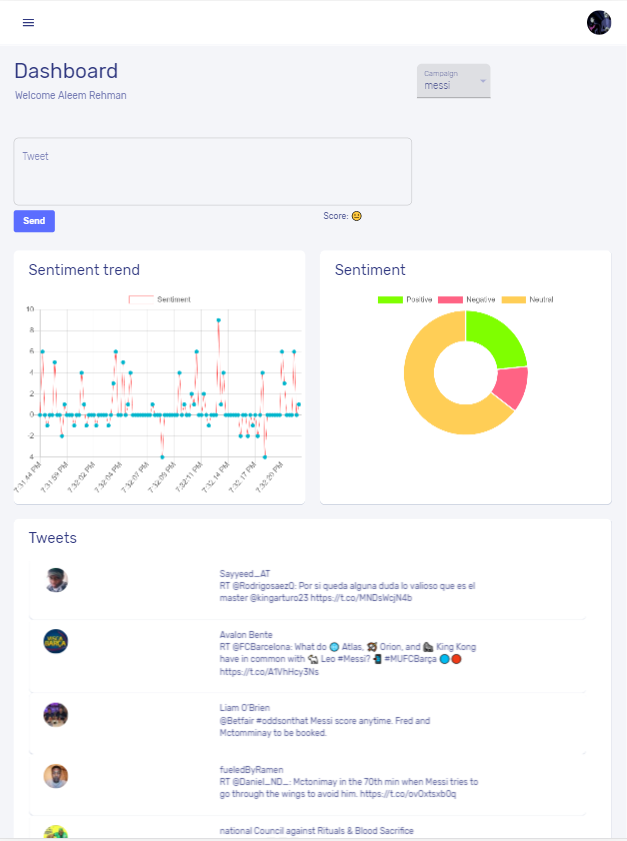 Dashboard
Welcome Aleem Rehman
Campaign
messi
Tweet
Send
Score:
Sentiment trend
Sentiment
10
8
6
4
2
0
-2
-4
7:31:44 PM
7:31:59 PM
7:32:02 PM
7:32:04 PM
7:32:07 PM
7:32:09 PM
7:32:11 PM
7:32:14 PM
7:32:17 PM
7:32:20 PM
Sentiment
Positive Negative Neutral
Tweets
Sayyeed_AT
RT @RodrigosaezO: Por si queda alguna duda lo valioso que es el
master @kingarturo23 https://t.co/MNDsWcjN4b
Avalon Bente
RT @FCBarcelona: What do Atlas, Orion, and King Kong
have in common with Leo #Messi? #MUFCBarça
https://t.co/A1VhHcy3Ns
Liam O'Brien
@Betfair #oddsonthat Messi score anytime. Fred and
Mctomminay to be booked.
fueledByRamen
RT @Daniel_NO_: Mctonimay in the 70th min when Messi tries to
go through the wings to avoid him. https://t.co/ovOxtsxb0q
national Council against Rituals & Blood Sacrifice